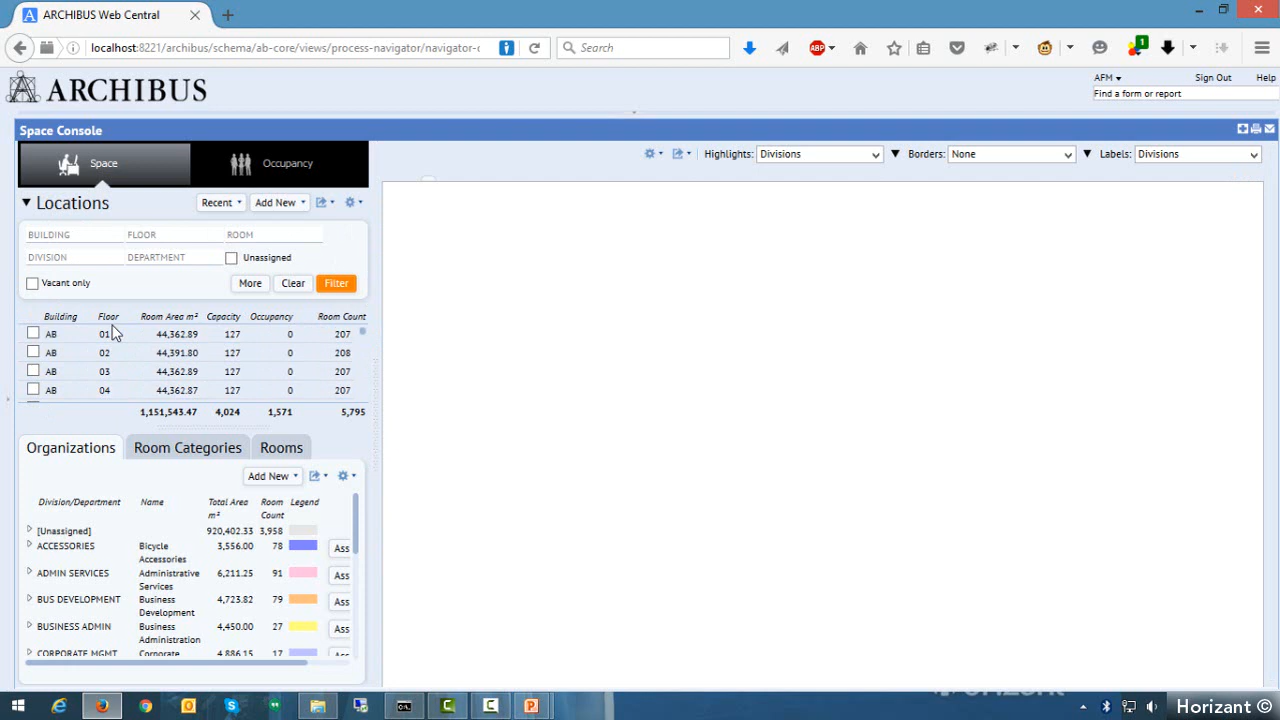 ARCHIBUS Web Central
localhost:8221/archibus/schema/ab-core/views/process-navigator/navigator-
Search
ABP
1
ARCHIBUS
AFM
Sign Out
Help
Find a form or report
Space Console
Space
Occupancy
Highlights:
Divisions
Borders:
None
Labels:
Divisions
Locations
Recent
Add New
BUILDING
FLOOR
ROOM
DIVISION
DEPARTMENT
Unassigned
Vacant only
More
Clear
Filter
Building Floor Room Area m² Capacity Occupancy Room Count
AB 01 44,362.89 127 0 207
AB 02 44,391.80 127 0 208
AB 03 44,362.89 127 0 207
AB 04 44,362.87 127 0 207
1,151,543.47 4,024 1,571 5,795
Organizations
Room Categories
Rooms
Add New
Division/Department Name Total Area Room Legend
m² Count
[Unassigned] 920,402.33 3,958
ACCESSORIES Bicycle 3,556.00 78 Ass
Accessories
ADMIN SERVICES Administrative 6,211.25 91 Ass
Services
BUS DEVELOPMENT Business 4,723.82 79 Ass
Development
BUSINESS ADMIN Business 4,450.00 27 Ass
Administration
CORPORATE MGMT Corporate 4,886.15 17
Horizant ©